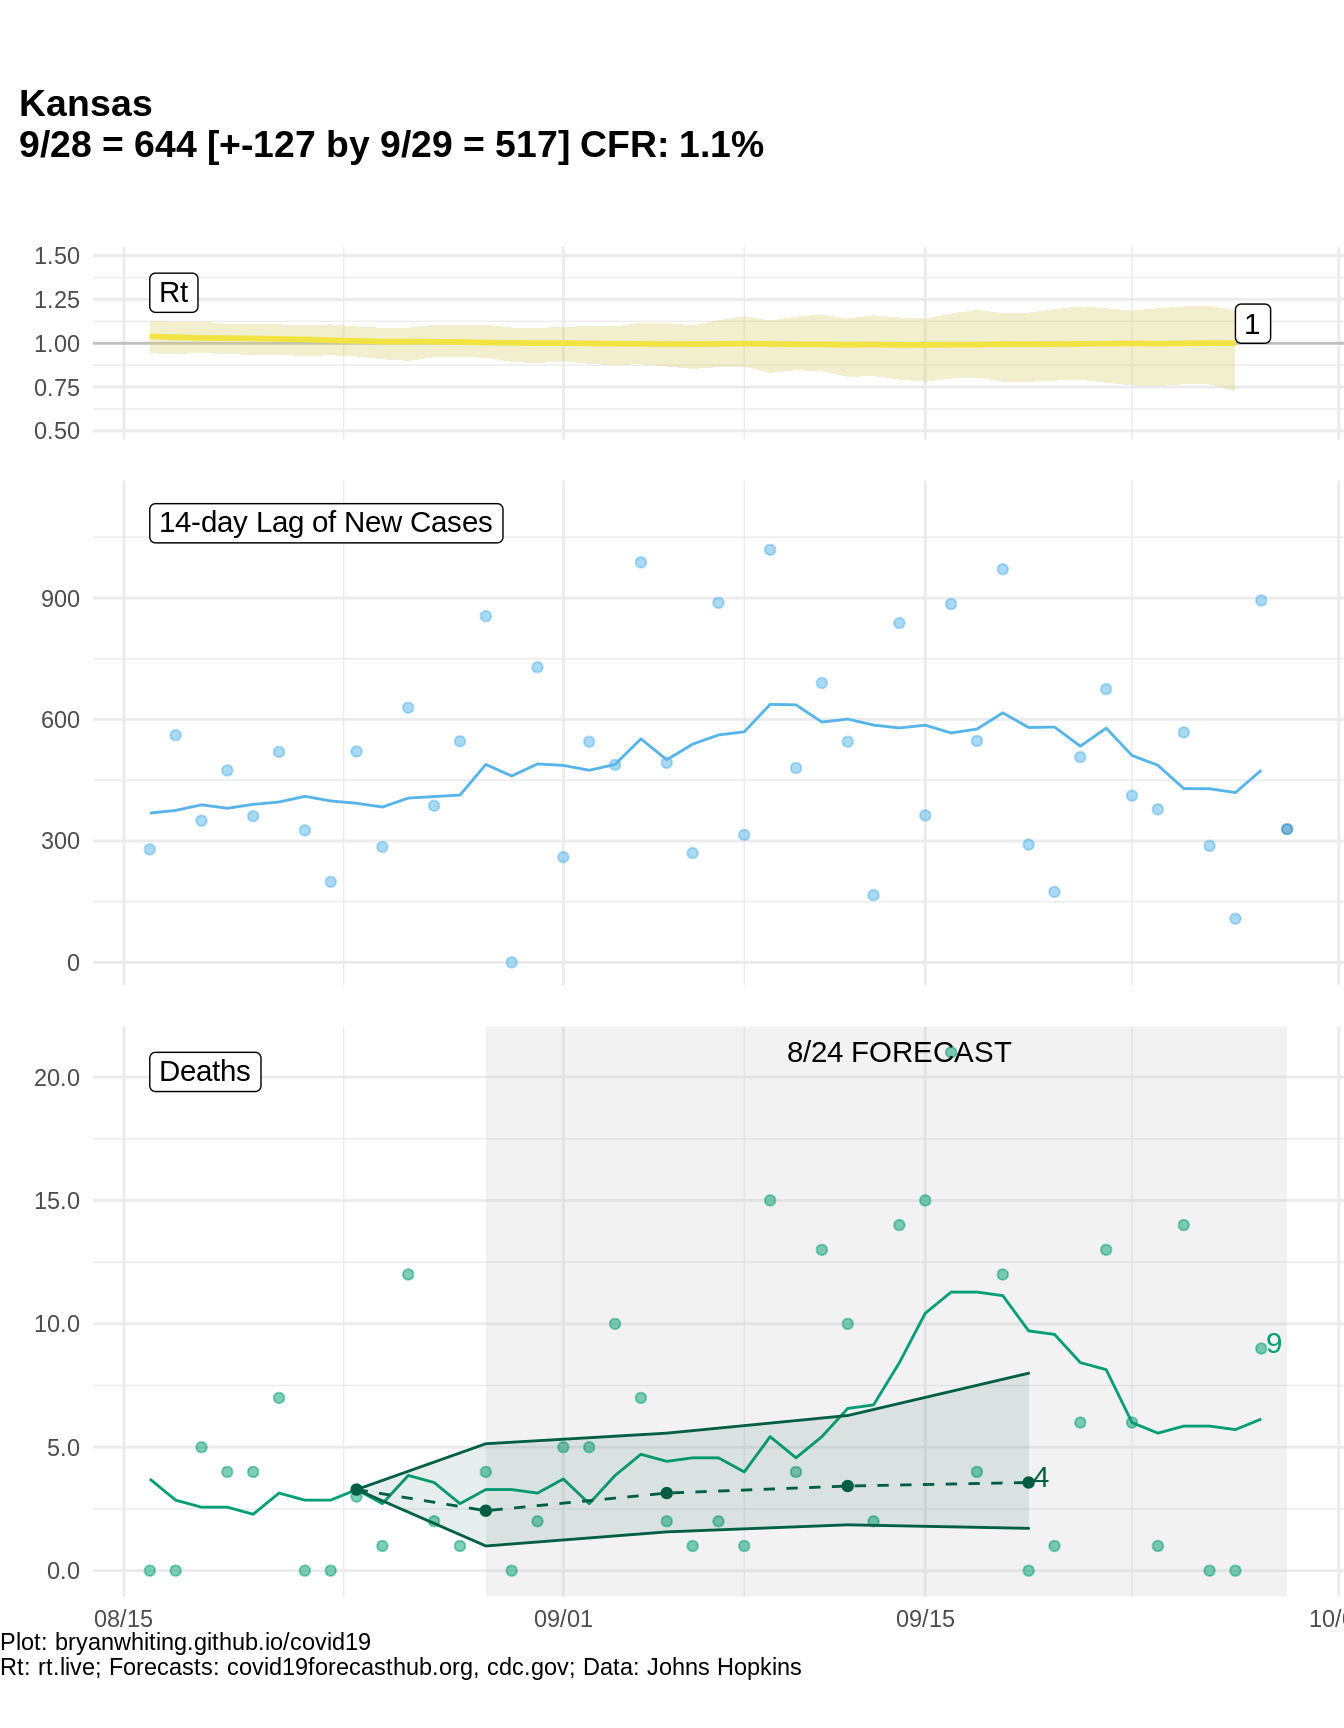 Kansas
9/28 = 644 [+-127 by 9/29 = 517] CFR: 1.1%
1.50
1.25
1.00
0.75
0.50
Rt
1
14-day Lag of New Cases
900
600
300
0
8/24 FORECAST
Deaths
20.0
15.0
10.0
5.0
0.0
9
4
08/15
09/01
09/15
10/
Plot: bryanwhiting.github.io/covid19
Rt: rt.live; Forecasts: covid19forecasthub.org, cdc.gov; Data: Johns Hopkins